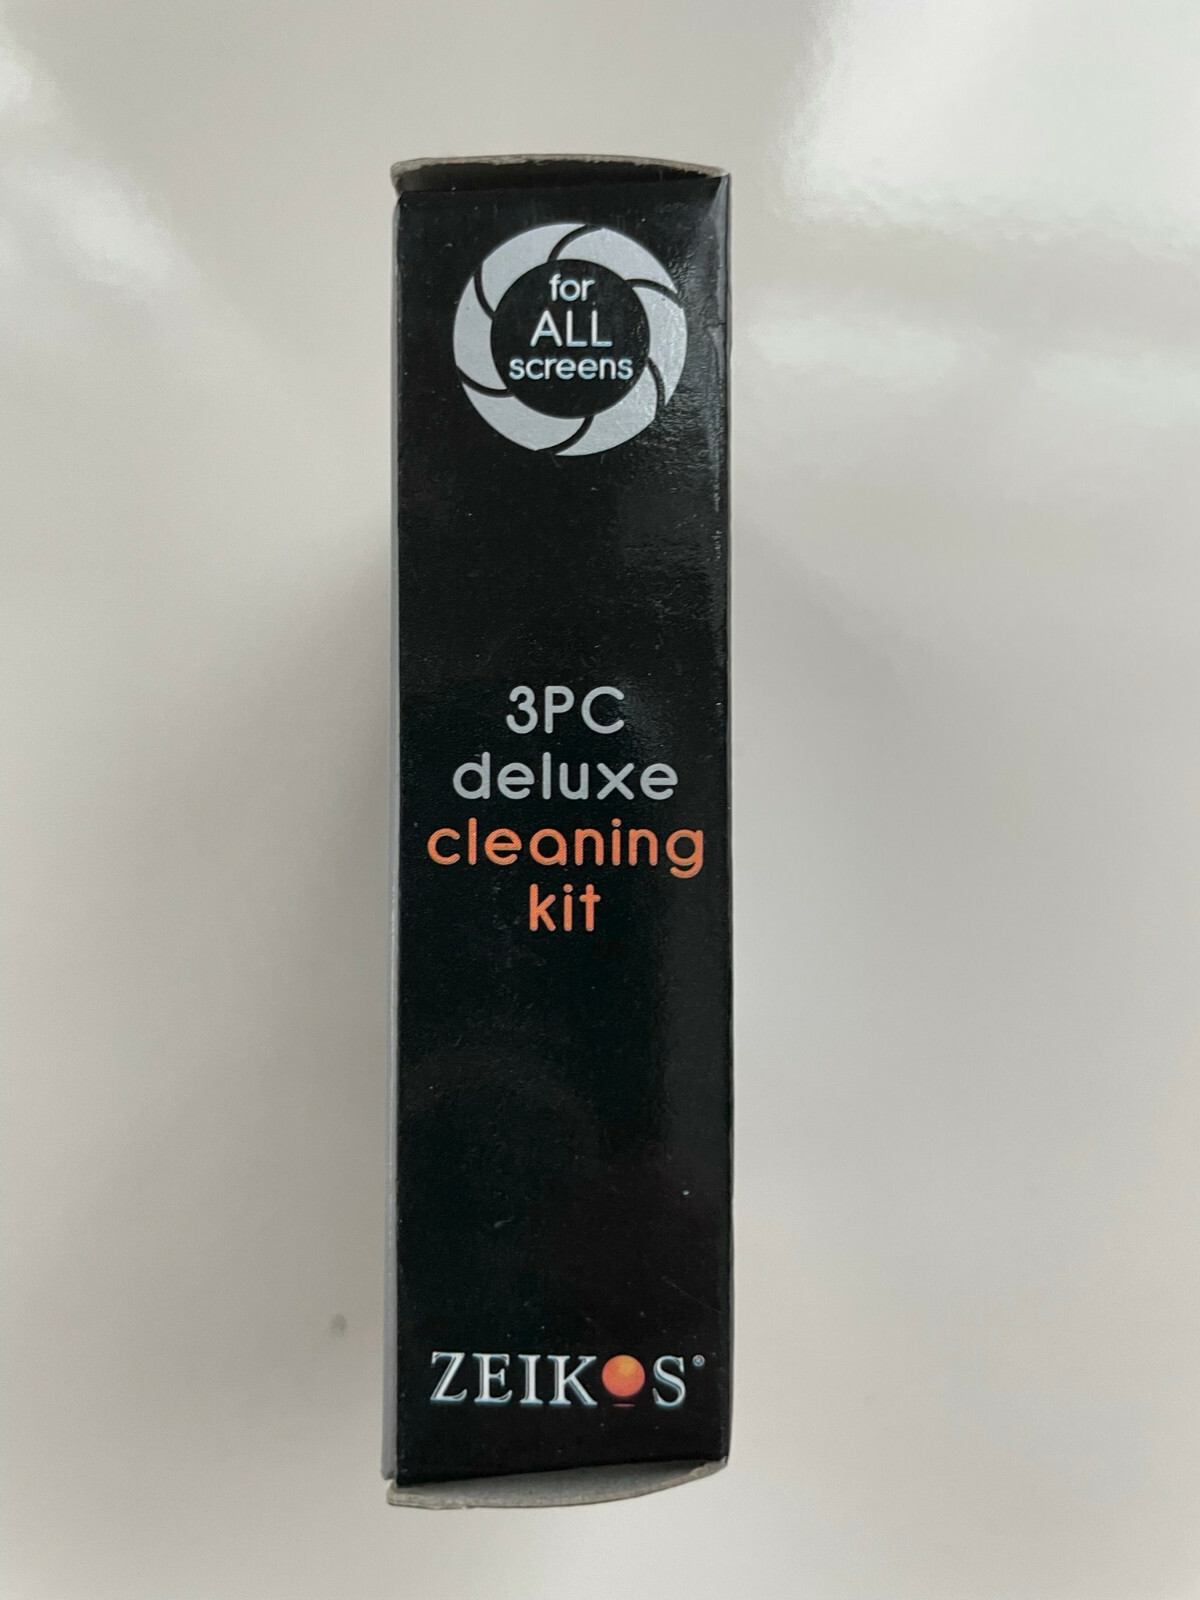 for
ALL
screens
3PC
deluxe
cleaning
kit
ZEIKOS®